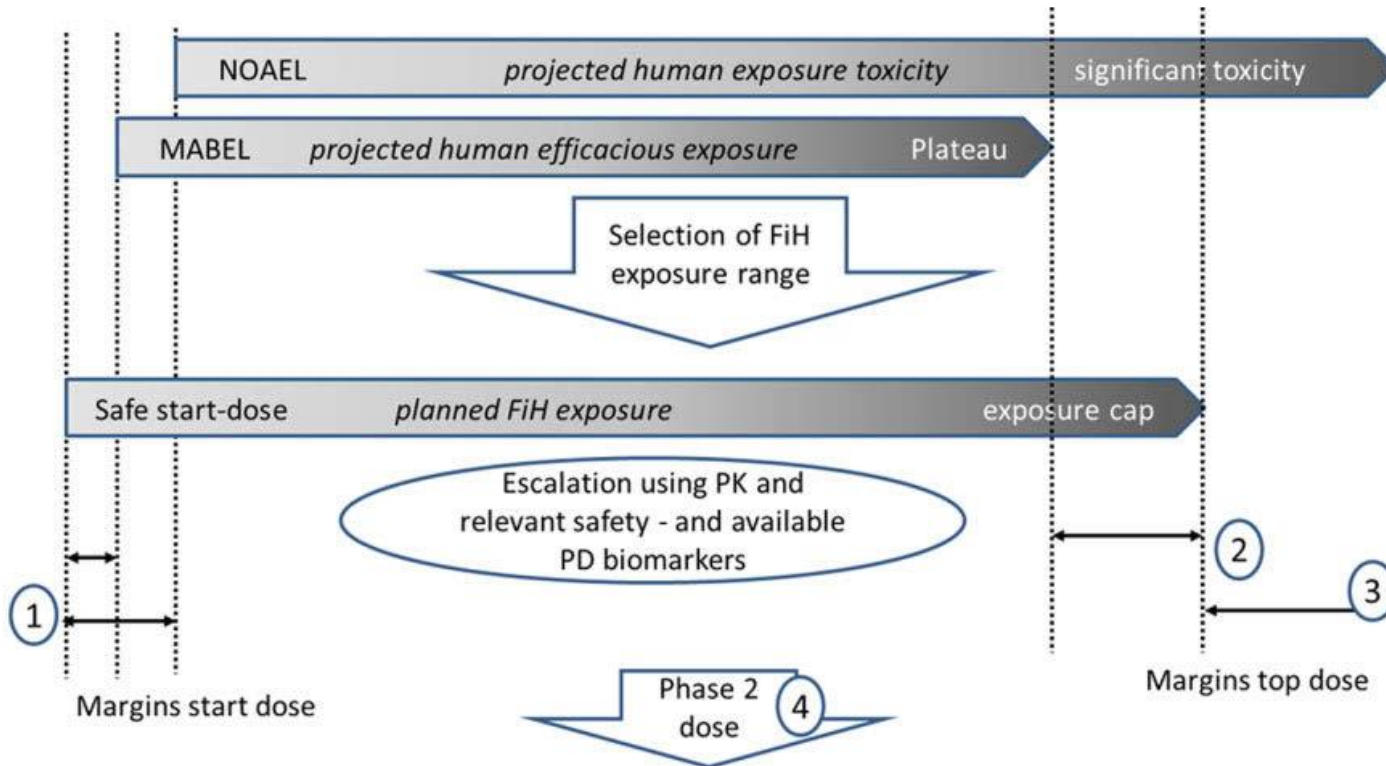 NOAEL projected human exposure toxicity significant toxicity
MABEL projected human efficacious exposure Plateau
Selection of FiH
exposure range
Safe start-dose planned FiH exposure exposure cap
Escalation using PK and
relevant safety - and available
PD biomarkers
2
3
1
Margins start dose
Margins top dose
Phase 2
dose
4